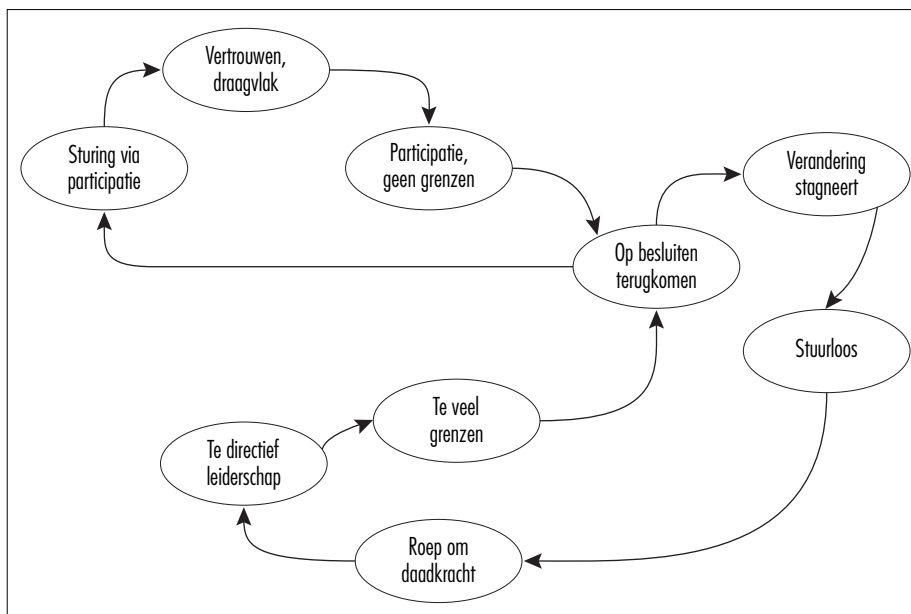 Vertrouwen,
draagvlak
Sturing via
participatie
Participatie,
geen grenzen
Verandering
stagneert
Op besluiten
terugkomen
Stuurloos
Te veel
grenzen
Te directief
leiderschap
Roep om
daadkracht